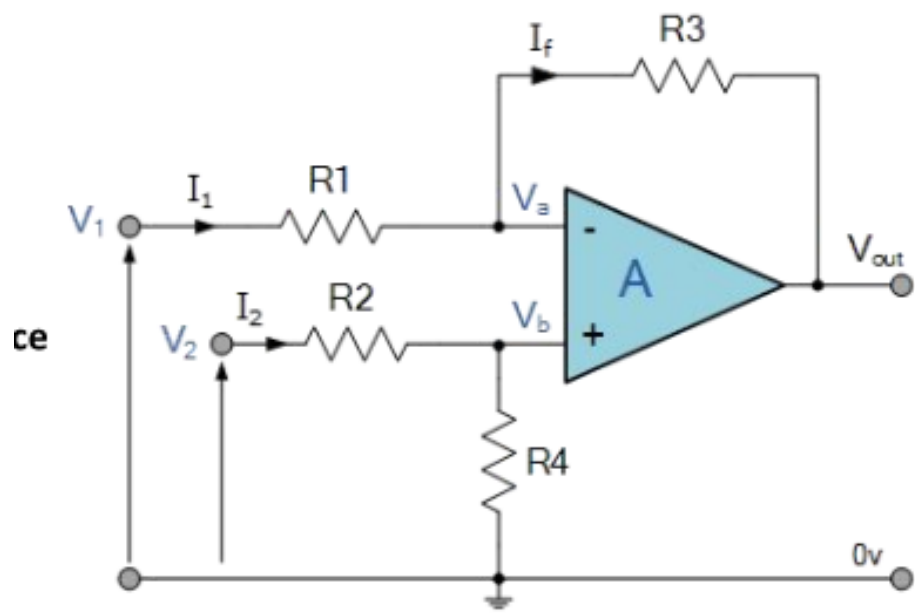 R3
If
R1
I1
Va
V1
-
Vout
A
R2
I2
Vb
V2
+
ce
R4
0v